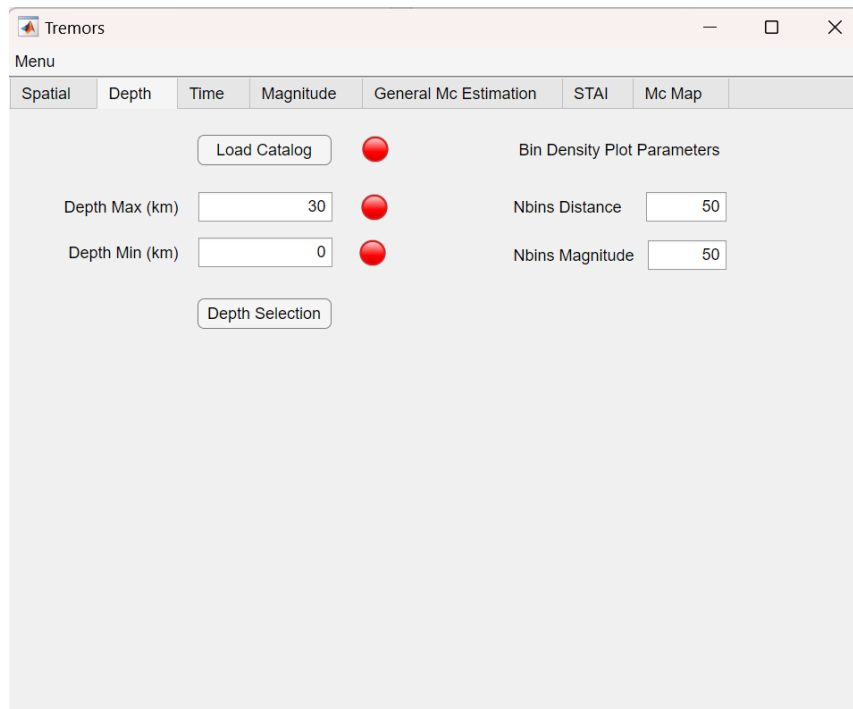 Tremors
Menu
Spatial Depth Time Magnitude General Mc Estimation STAI Mc Map
Load Catalog Bin Density Plot Parameters
Depth Max (km) 30 Nbins Distance 50
Depth Min (km) 0 Nbins Magnitude 50
Depth Selection